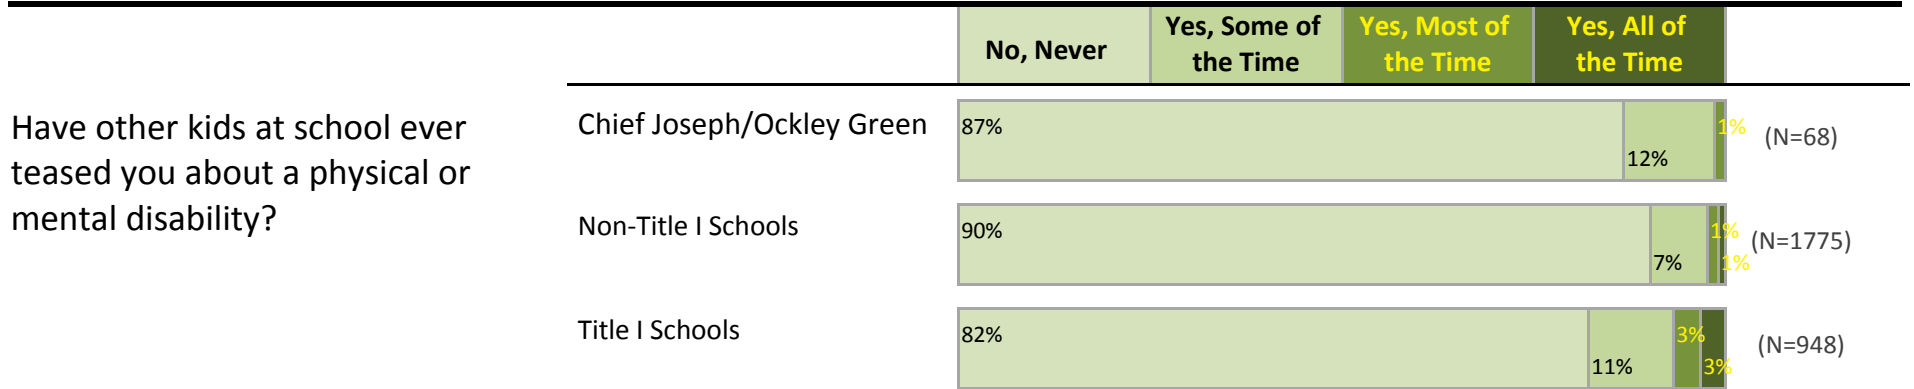 No, Never
Yes, Some of
the Time
Yes, Most of
the Time
Yes, All of
the Time
Have other kids at school ever
teased you about a physical or
mental disability?
Chief Joseph/Ockley Green
87%
12%
1%
(N=68)
Non-Title I Schools
90%
7%
1%
1%
(N=1775)
Title I Schools
82%
11%
3%
3%
(N=948)